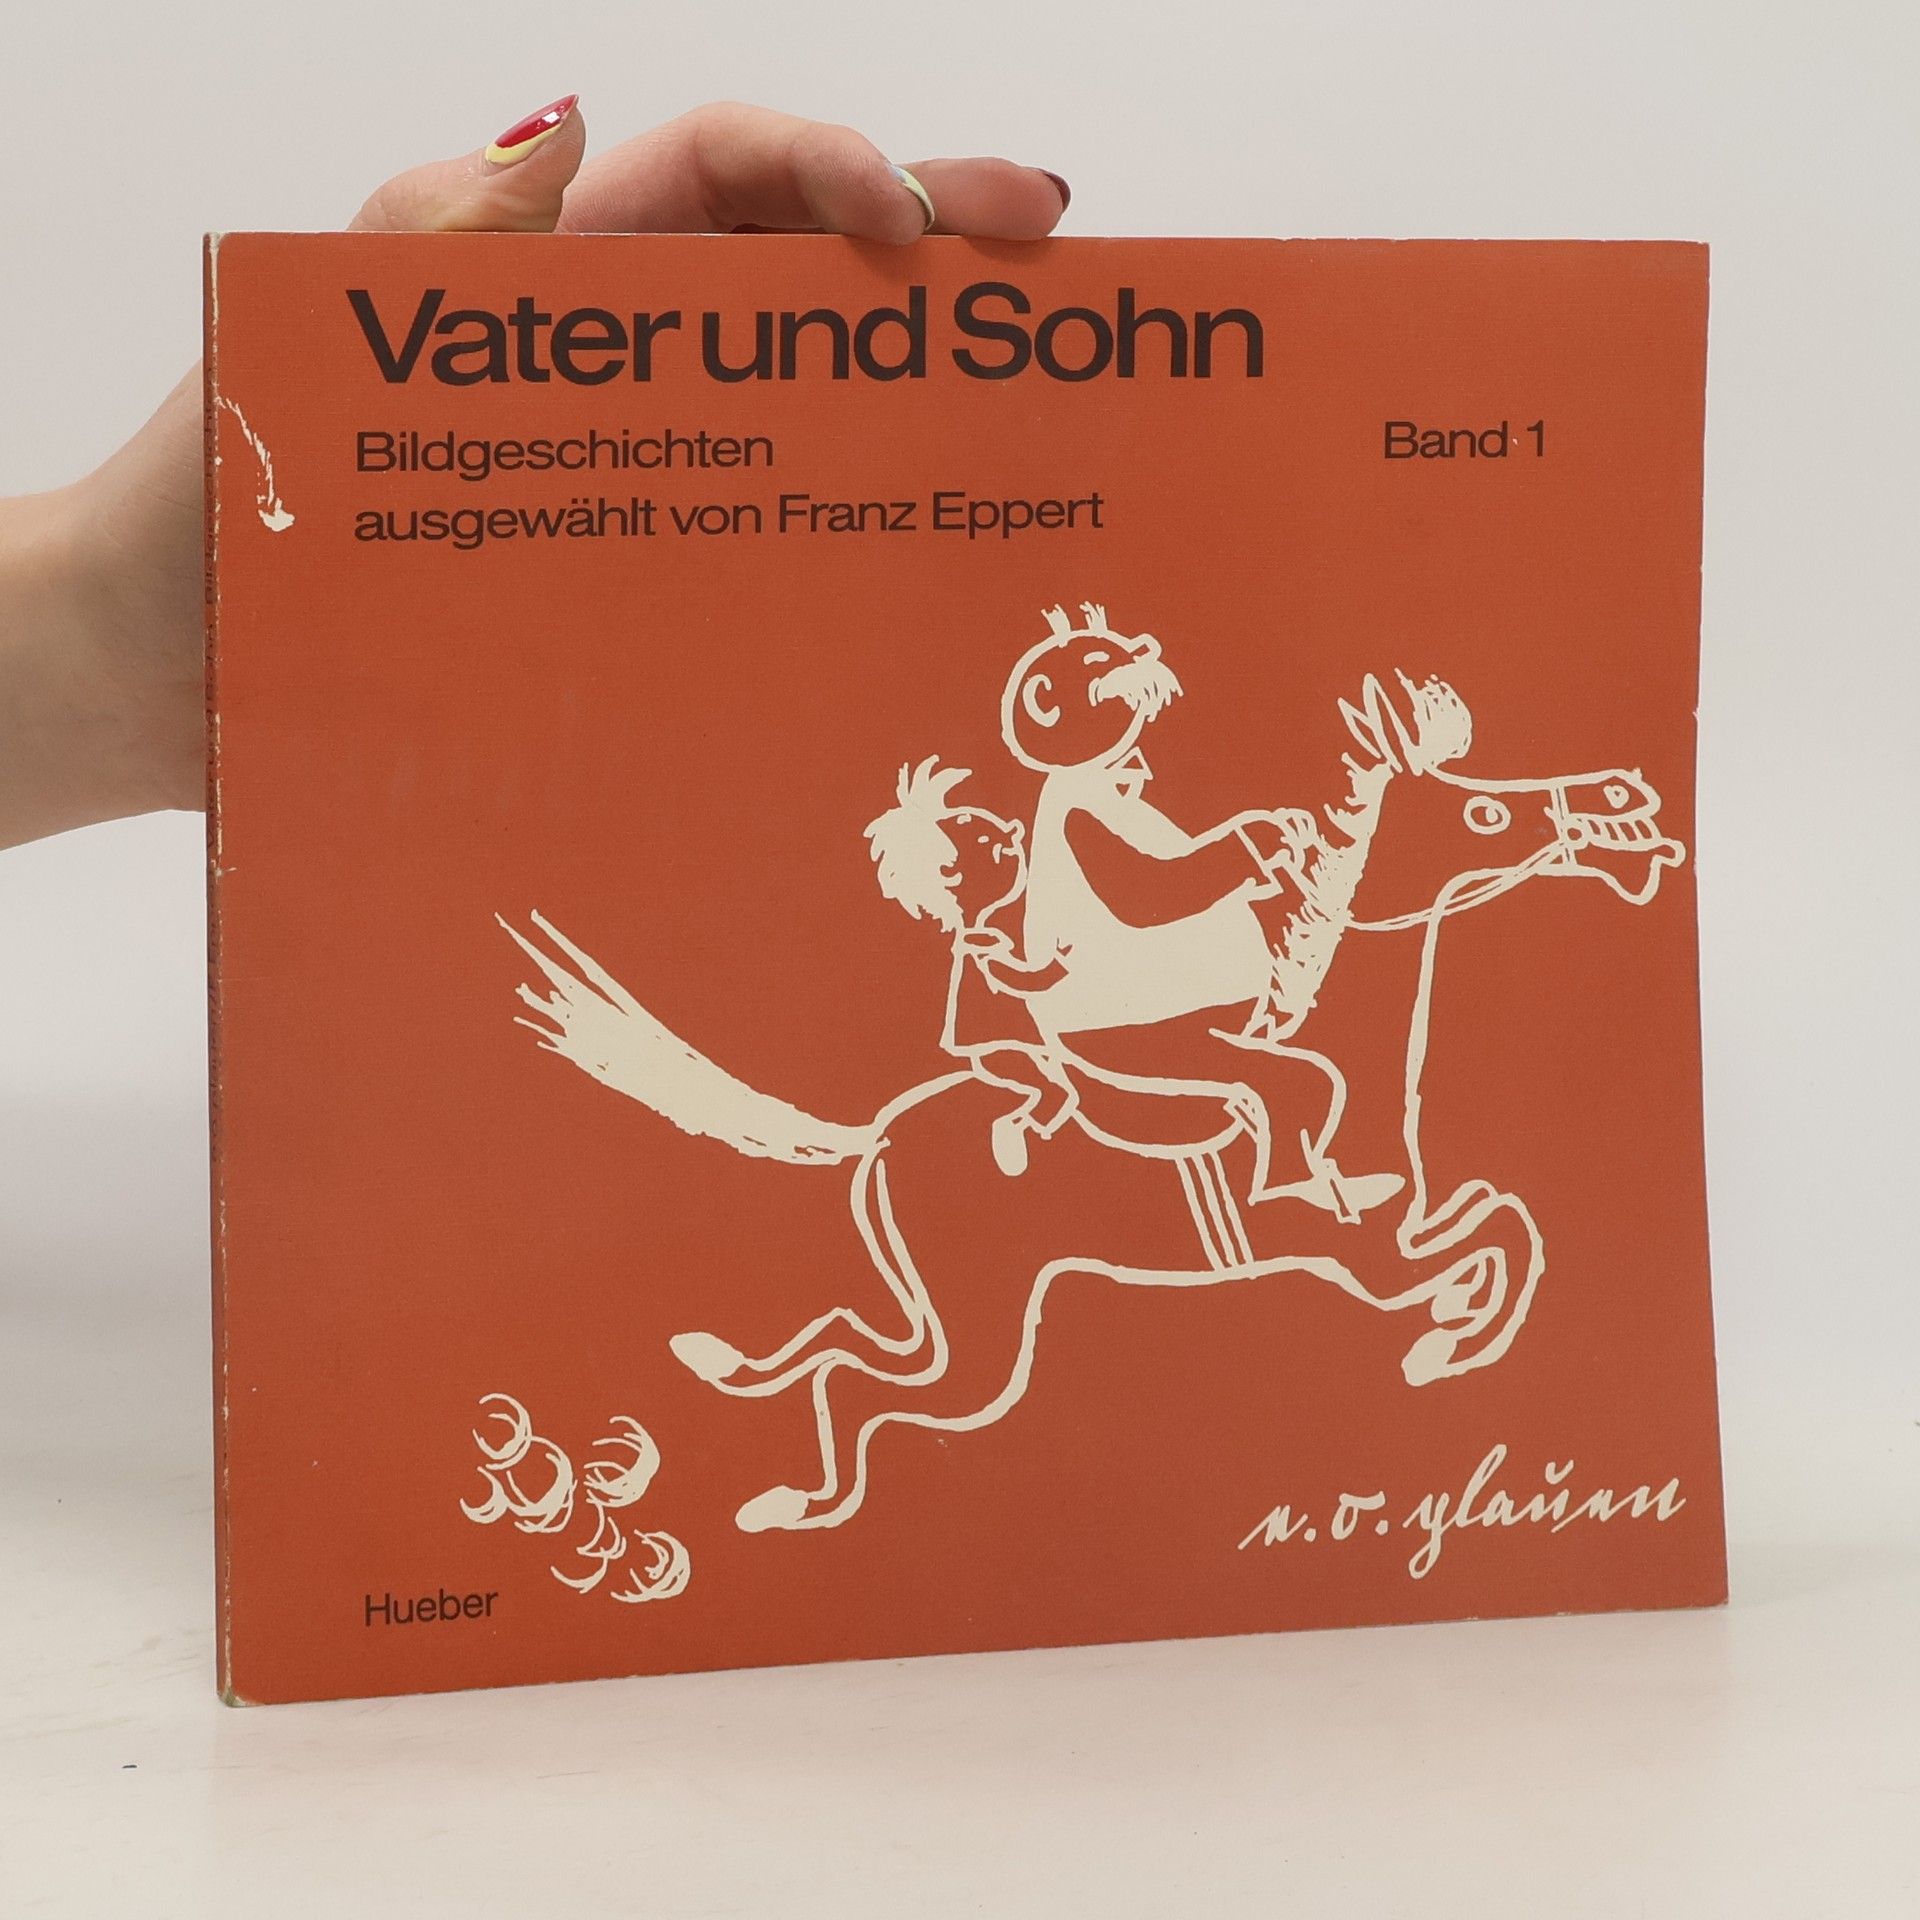 Vater und Sohn
Bildgeschichten
ausgewählt von Franz Eppert
Band 1
e.o. plauen
Hueber